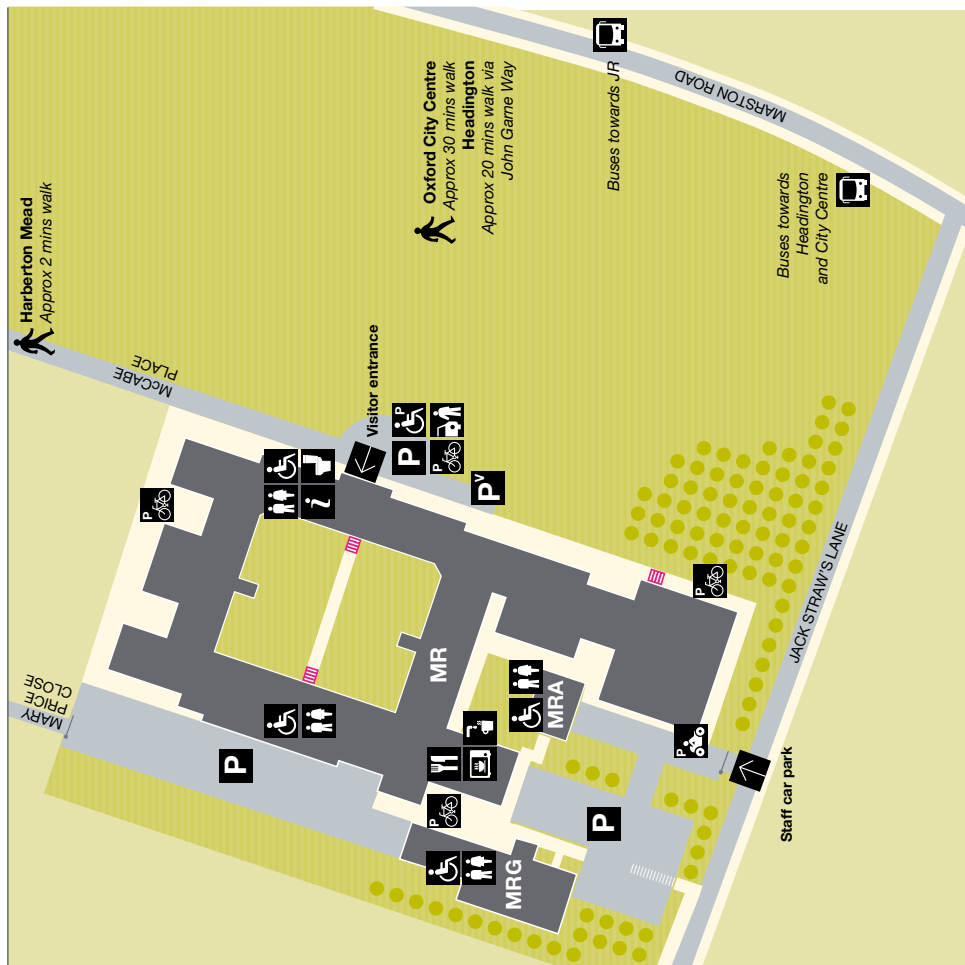 Harberton Mead
Approx 2 mins walk
Oxford City Centre
Approx 30 mins walk
Headington
Approx 20 mins walk via
John Garne Way
Buses towards JR
MARSTON ROAD
Buses towards
Headington
and City Centre
McCABE
PLACE
Visitor entrance
P
P
P
i
P
PV
MARY
PRICE
CLOSE
P
MR
P
JACK STRAW'S LANE
MRA
P
P
P
MRG
P
Staff car park